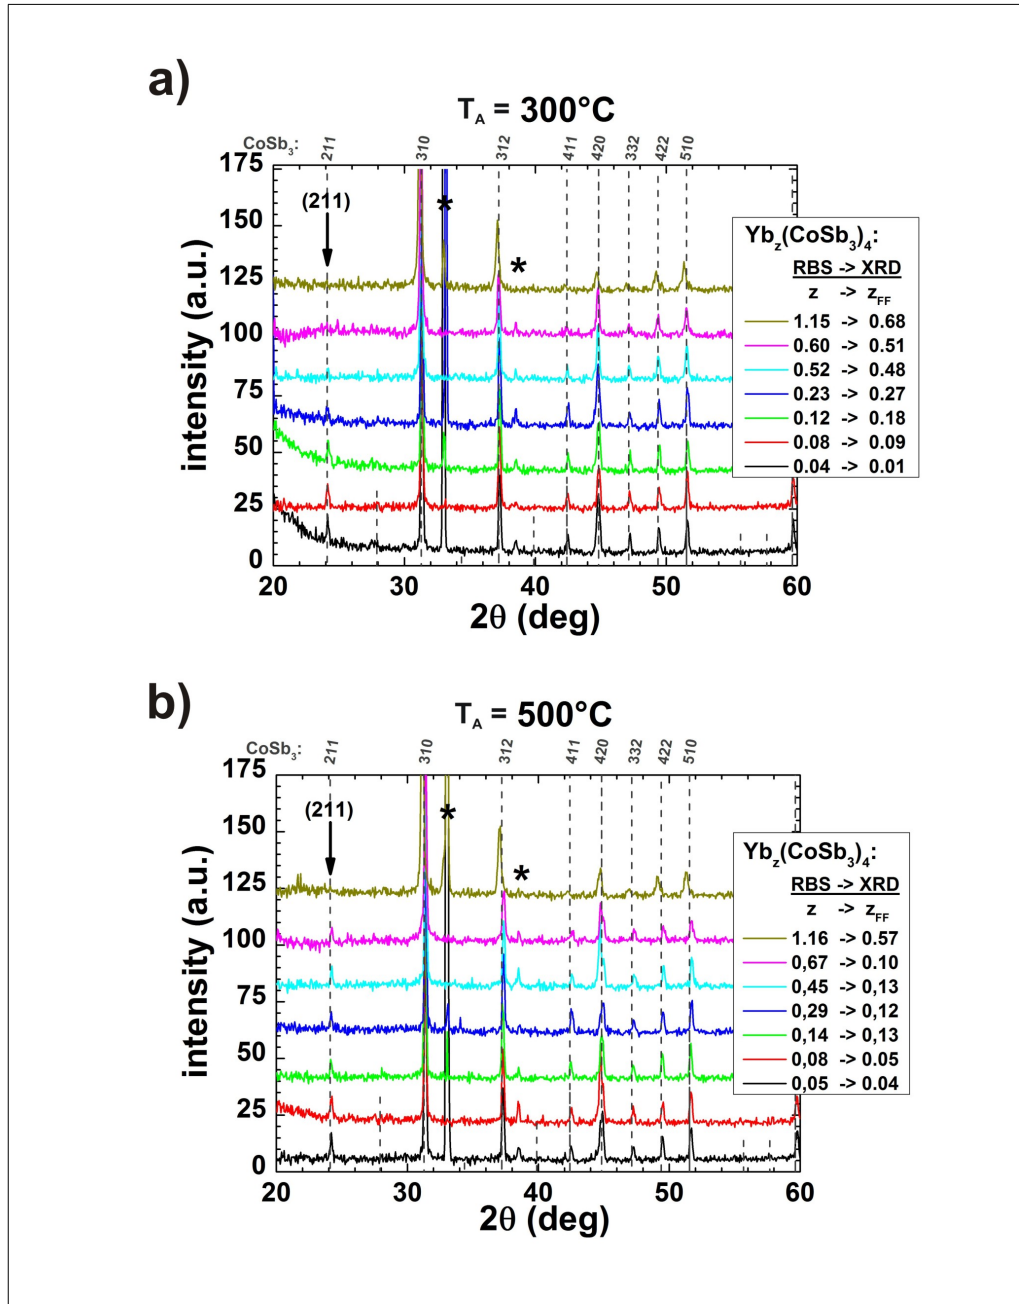 a)
T_A = 300°C
CoSb₃: 211 310 312 411 420 332 422 510
175
150
125
100
75
50
25
0
intensity (a.u.)
(211)
*
*
20 30 40 50 60
2θ (deg)
Yb_z(CoSb₃)₄:
RBS -> XRD
z -> z_FF
1.15 -> 0.68
0.60 -> 0.51
0.52 -> 0.48
0.23 -> 0.27
0.12 -> 0.18
0.08 -> 0.09
0.04 -> 0.01
b)
T_A = 500°C
CoSb₃: 211 310 312 411 420 332 422 510
175
150
125
100
75
50
25
0
intensity (a.u.)
(211)
*
*
20 30 40 50 60
2θ (deg)
Yb_z(CoSb₃)₄:
RBS -> XRD
z -> z_FF
1.16 -> 0.57
0,67 -> 0.10
0,45 -> 0,13
0,29 -> 0,12
0,14 -> 0,13
0,08 -> 0.05
0,05 -> 0.04